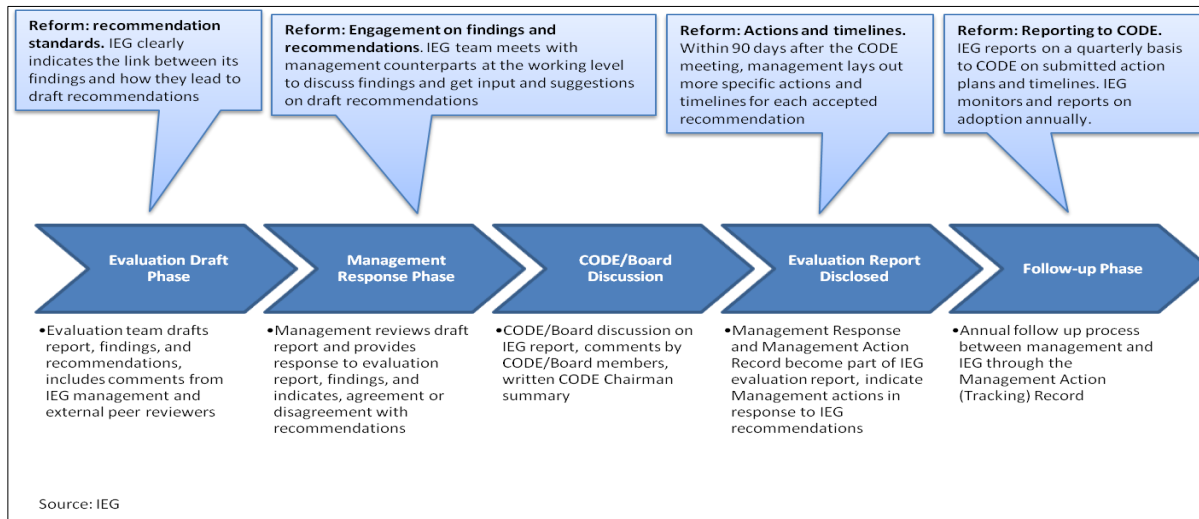 Reform: recommendation
standards. IEG clearly
indicates the link between its
findings and how they lead to
draft recommendations
Reform: Engagement on findings and
recommendations. IEG team meets with
management counterparts at the working level
to discuss findings and get input and suggestions
on draft recommendations
Reform: Actions and timelines.
Within 90 days after the CODE
meeting, management lays out
more specific actions and
timelines for each accepted
recommendation
Reform: Reporting to CODE.
IEG reports on a quarterly basis
to CODE on submitted action
plans and timelines. IEG
monitors and reports on
adoption annually.
Evaluation Draft
Phase
Management
Response Phase
CODE/Board
Discussion
Evaluation Report
Disclosed
Follow-up Phase
•Evaluation team drafts
report, findings, and
recommendations,
includes comments from
IEG management and
external peer reviewers
•Management reviews draft
report and provides
response to evaluation
report, findings, and
indicates, agreement or
disagreement with
recommendations
•CODE/Board discussion on
IEG report, comments by
CODE/Board members,
written CODE Chairman
summary
•Management Response
and Management Action
Record become part of IEG
evaluation report, indicate
Management actions in
response to IEG
recommendations
•Annual follow up process
between management and
IEG through the
Management Action
(Tracking) Record
Source: IEG